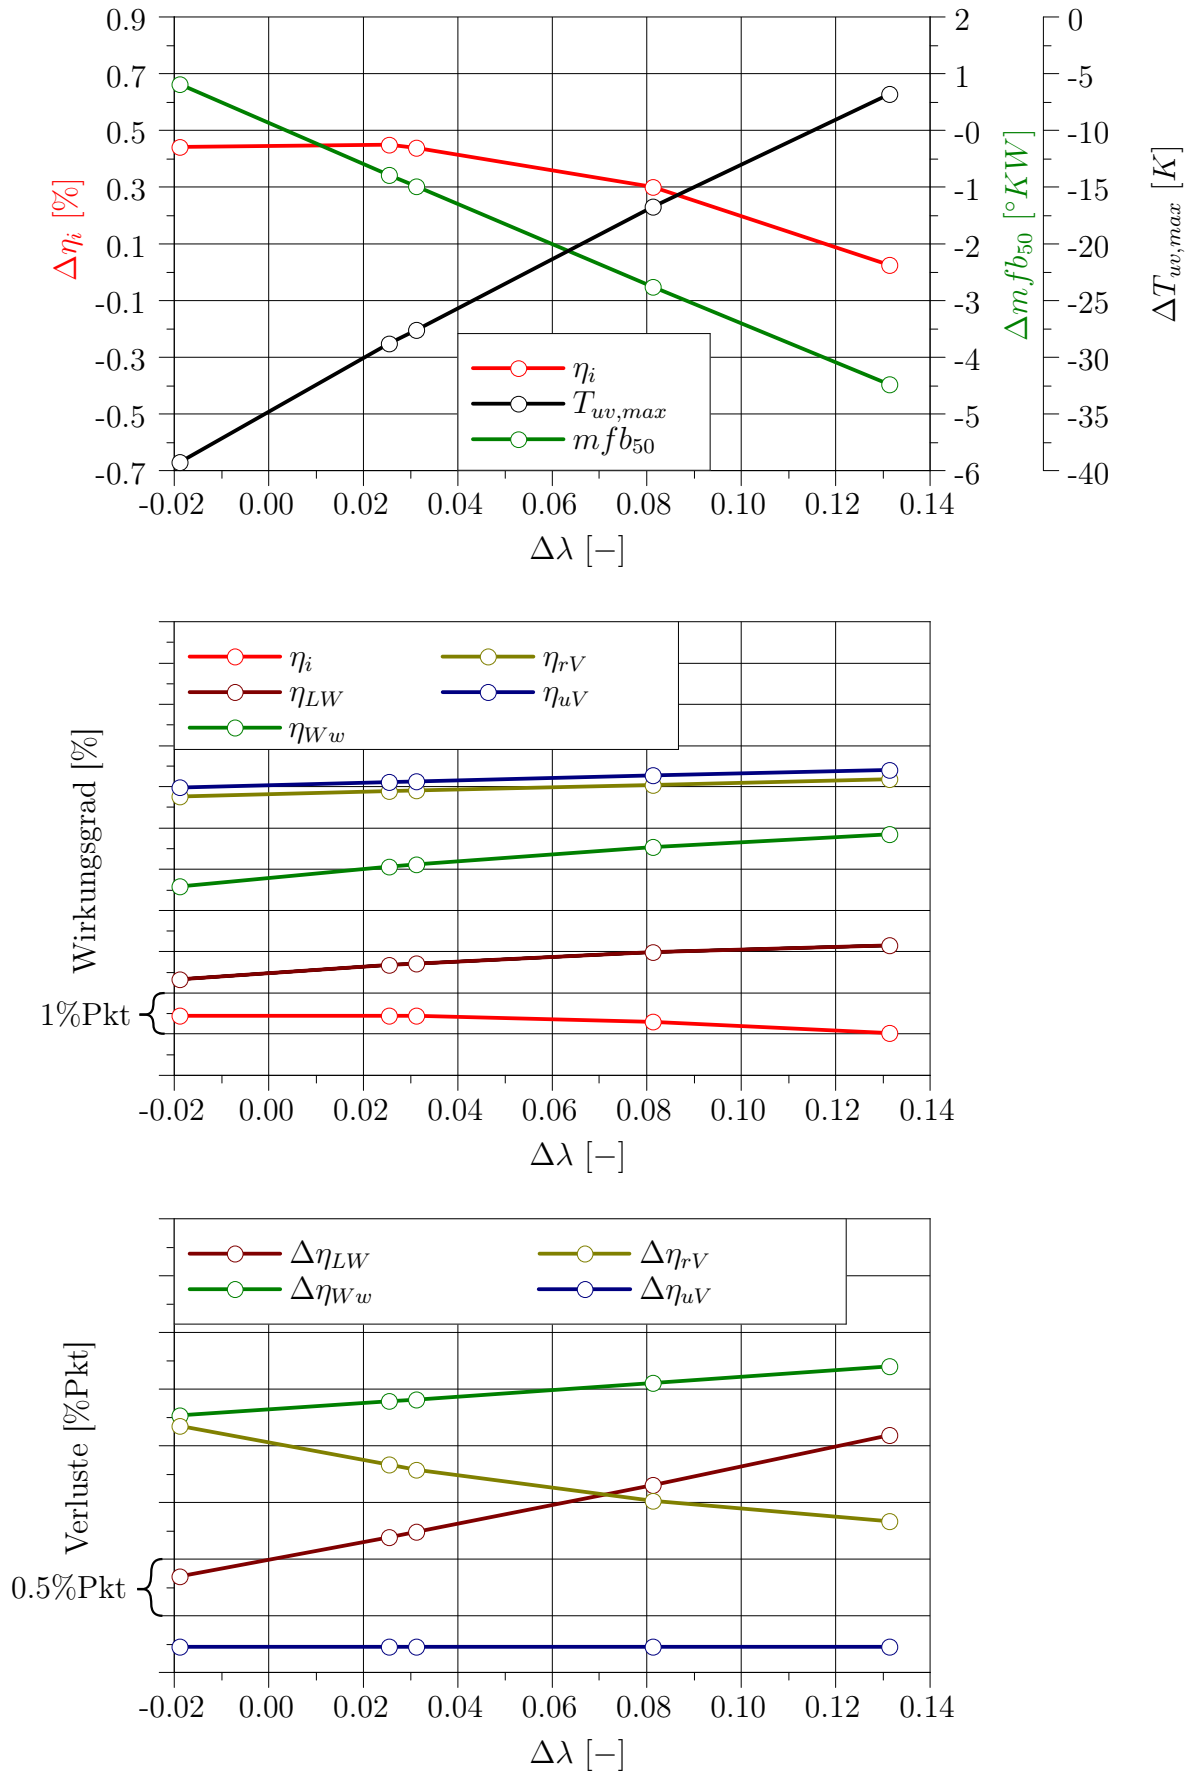 0.9
0.7
0.5
0.3
0.1
-0.1
-0.3
-0.5
-0.7
Δη_i [%]
2
1
-0
-1
-2
-3
-4
-5
-6
Δmfb_50 [°KW]
0
-5
-10
-15
-20
-25
-30
-35
-40
ΔT_uv,max [K]
η_i
T_uv,max
mfb_50
-0.02 0.00 0.02 0.04 0.06 0.08 0.10 0.12 0.14
Δλ [−]
η_i η_rV
η_LW η_uV
η_Ww
Wirkungsgrad [%]
1%Pkt
-0.02 0.00 0.02 0.04 0.06 0.08 0.10 0.12 0.14
Δλ [−]
Δη_LW Δη_rV
Δη_Ww Δη_uV
Verluste [%Pkt]
0.5%Pkt
-0.02 0.00 0.02 0.04 0.06 0.08 0.10 0.12 0.14
Δλ [−]